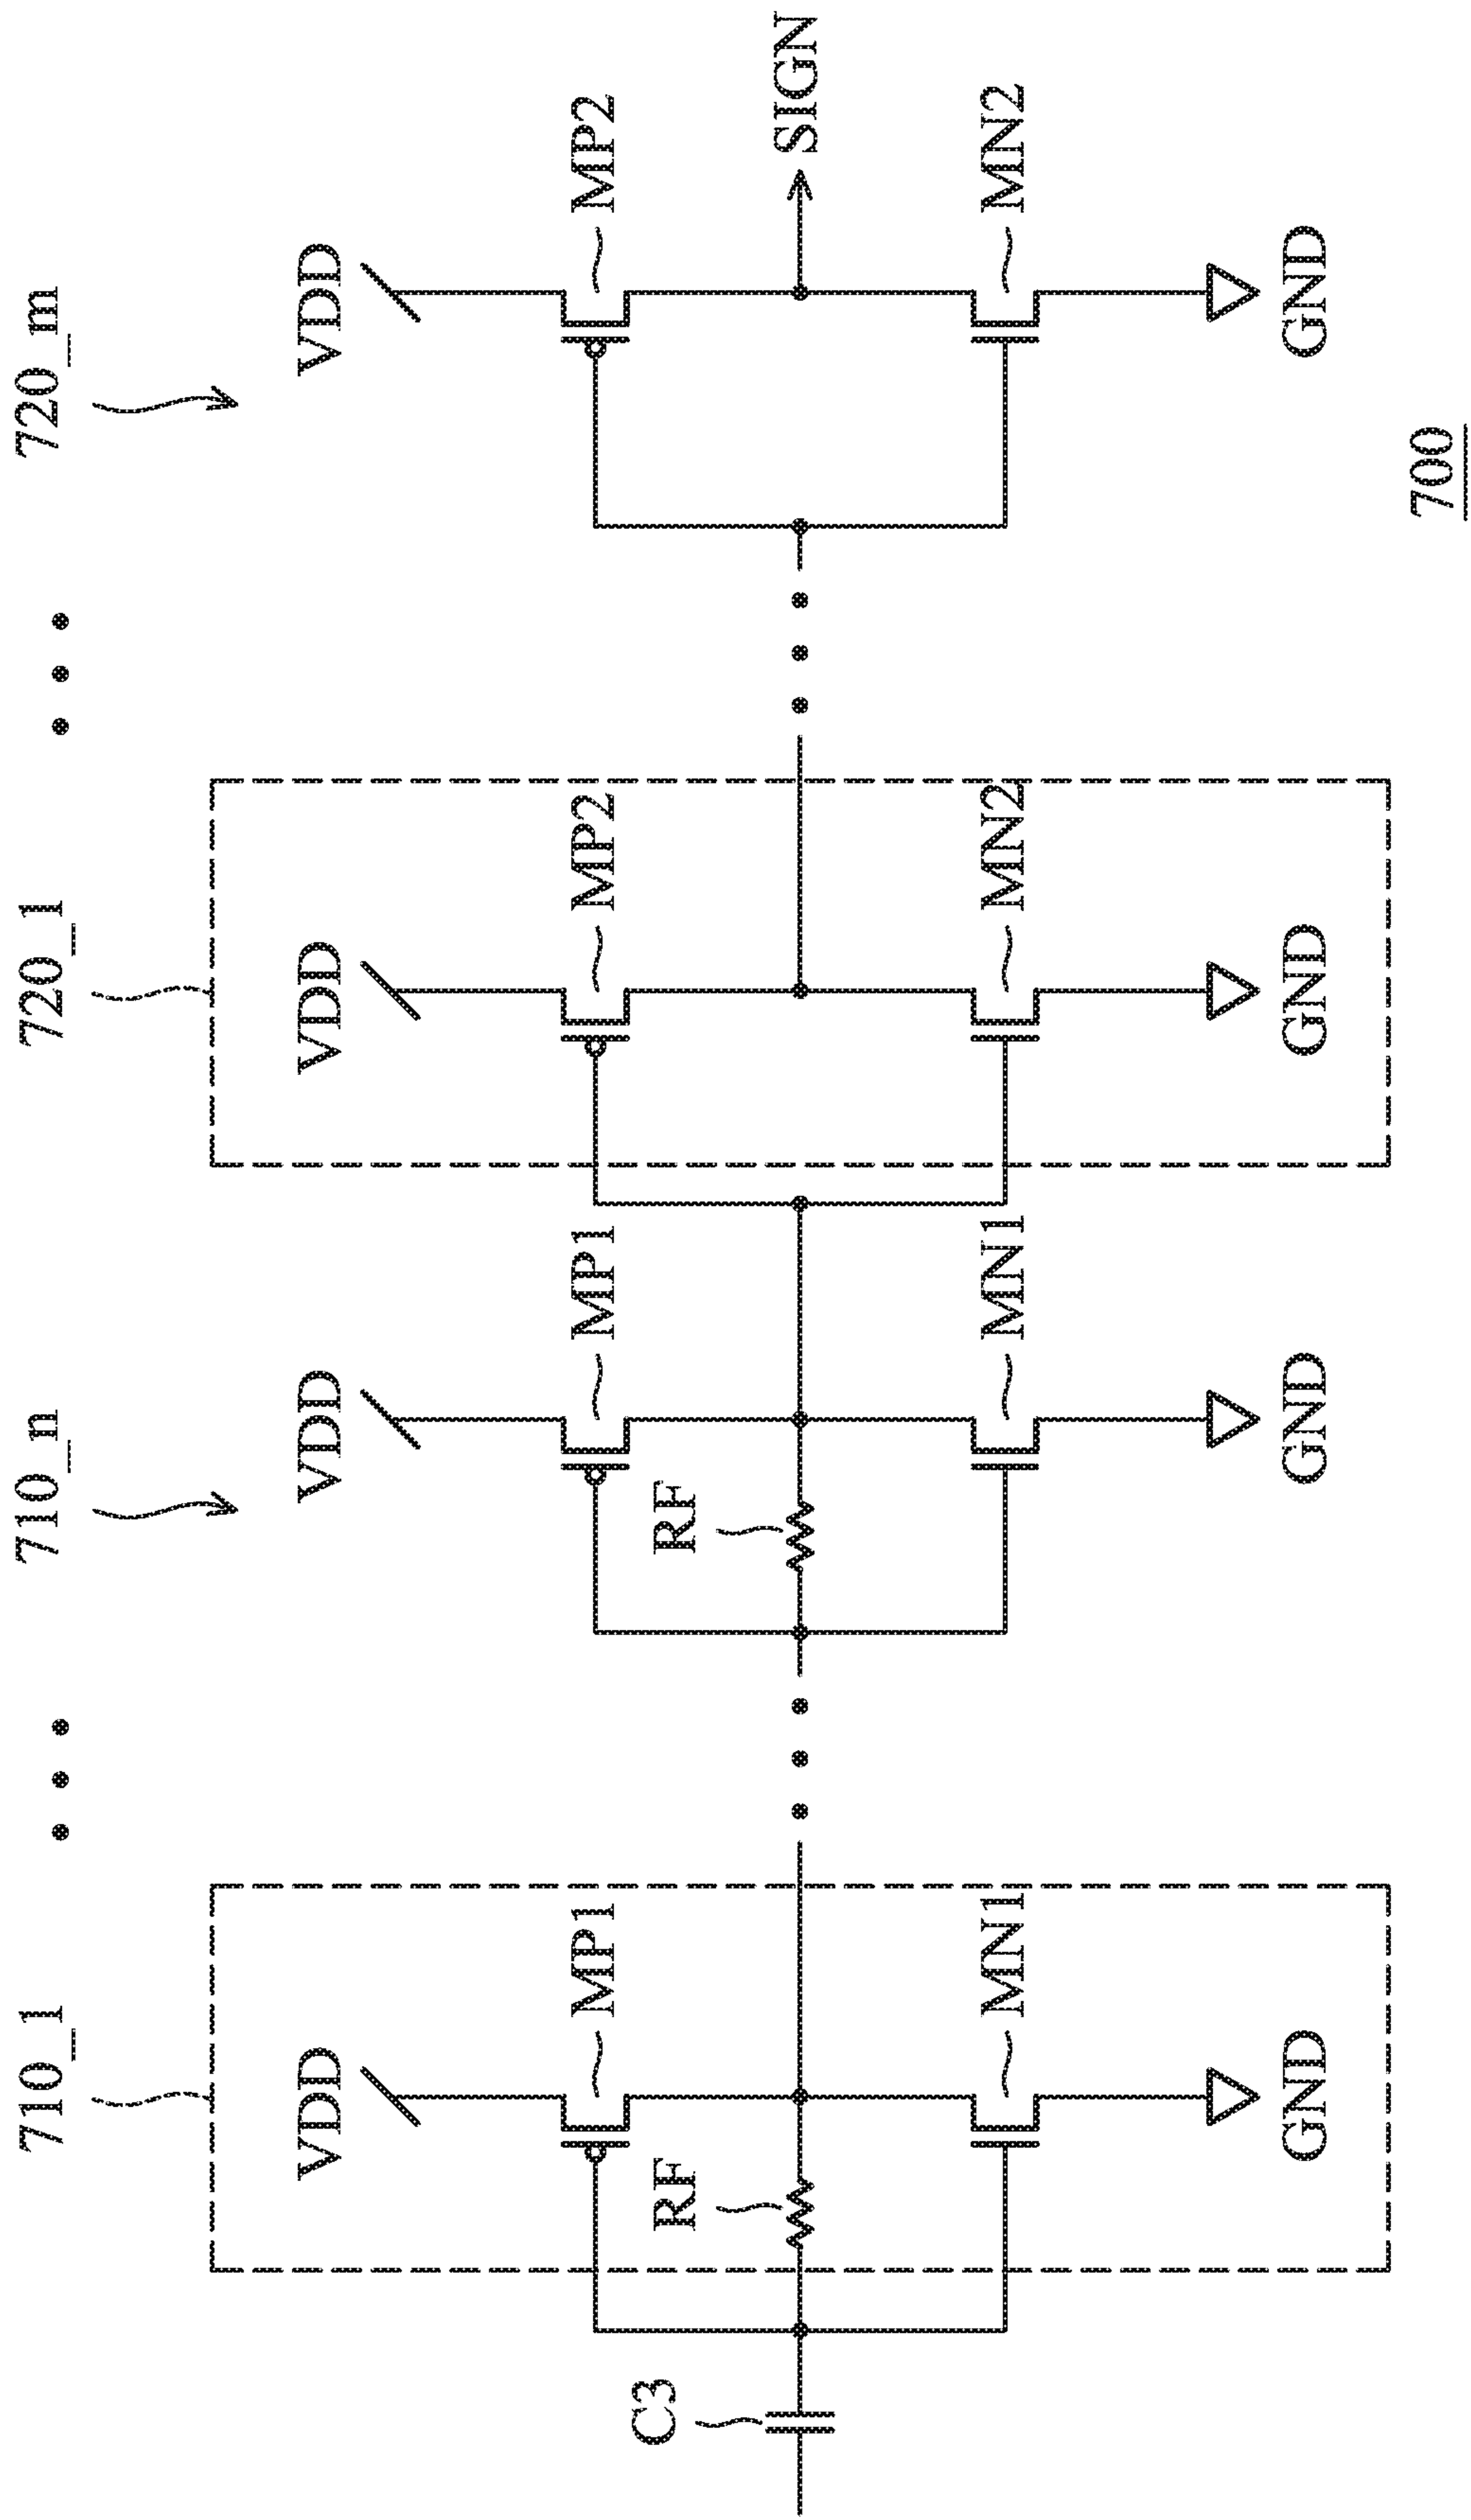 710_1
710_n
720_1
720_m
VDD
VDD
VDD
VDD
C3
RF
MP1
RF
MP1
MP2
MP2
SIGN
MN1
MN1
MN2
MN2
GND
GND
GND
GND
700